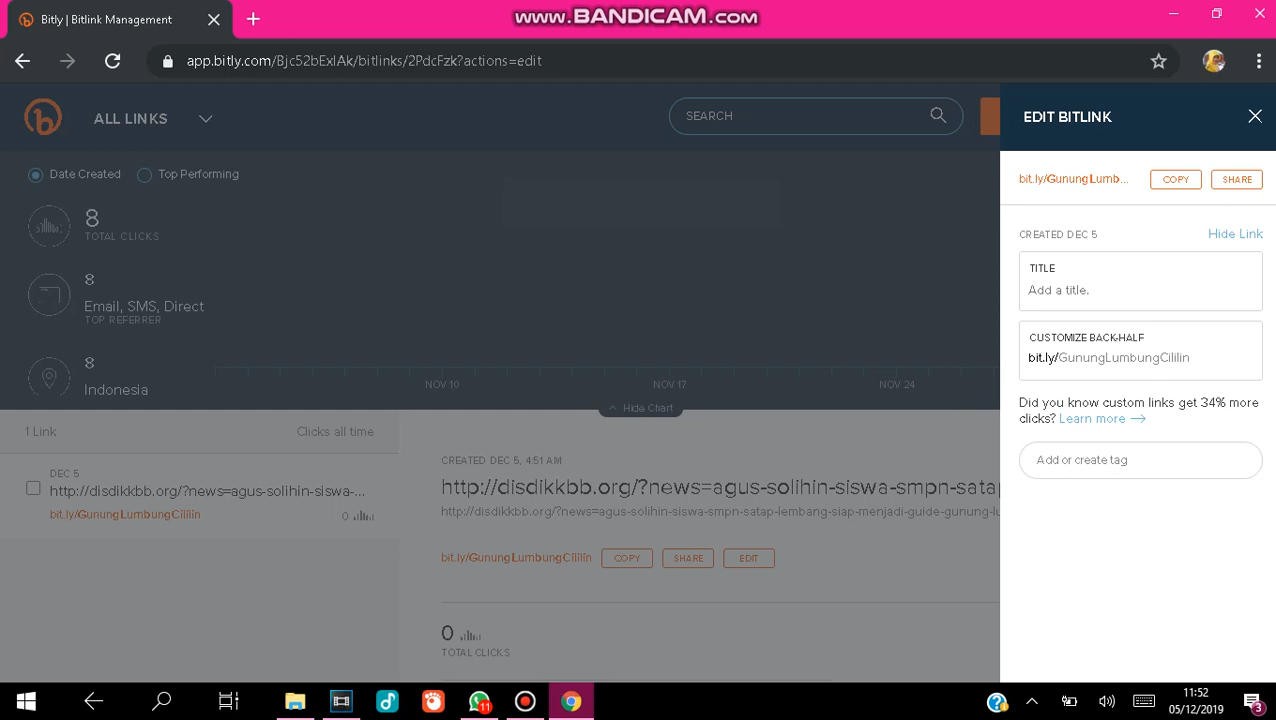 Bitly | Bitlink Management
www.BANDICAM.com
app.bitly.com/Bjc52bExlAk/bitlinks/2PdcFzk?actions=edit
ALL LINKS
SEARCH
EDIT BITLINK
Date Created
Top Performing
bit.ly/GunungLumb...
COPY
SHARE
8
TOTAL CLICKS
CREATED DEC 5
Hide Link
TITLE
Add a title.
8
Email, SMS, Direct
TOP REFERRER
CUSTOMIZE BACK-HALF
bit.ly/GunungLumbungCililin
8
Indonesia
NOV 10
NOV 17
NOV 24
Hide Chart
Did you know custom links get 34% more
clicks? Learn more
Add or create tag
1 Link
Clicks all time
DEC 5
http://disdikkbb.org/?news=agus-solihin-siswa-...
bit.ly/GunungLumbungCililin
0
CREATED DEC 5, 4:51 AM
http://disdikkbb.org/?news=agus-solihin-siswa-smpn-satap
http://disdikkbb.org/?news=agus-solihin-siswa-smpn-satap-lembang-siap-menjadi-guide-gunung-lu
bit.ly/GunungLumbungCililin
COPY
SHARE
EDIT
0
TOTAL CLICKS
11
11:52
05/12/2019
3